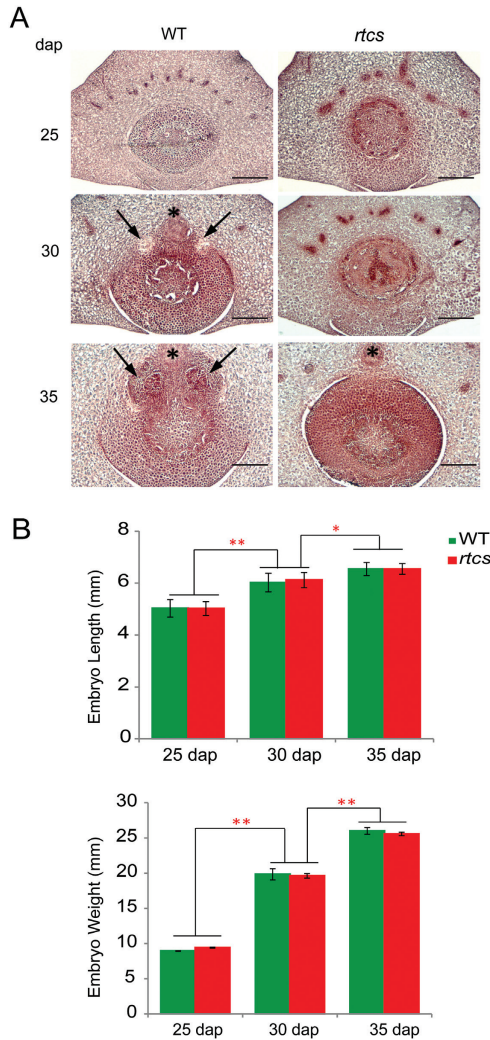 A
WT
rtcs
dap
25
*
30
*
*
35
B
8
6
4
2
0
Embryo Length (mm)
**
*
WT
rtcs
25 dap
30 dap
35 dap
30
25
20
15
10
5
0
Embryo Weight (mm)
**
**
25 dap
30 dap
35 dap